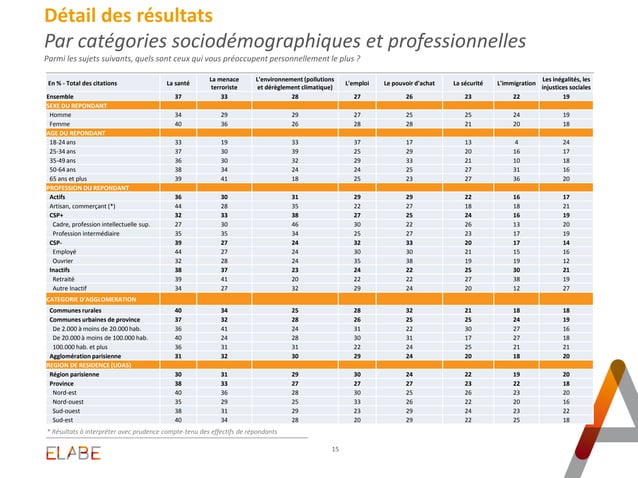 Détail des résultats
Par catégories sociodémographiques et professionnelles
Parmi les sujets suivants, quels sont ceux qui vous préoccupent personnellement le plus ?
En % - Total des citations La santé La menace terroriste L'environnement (pollutions et dérèglement climatique) L'emploi Le pouvoir d'achat La sécurité L'immigration Les inégalités, les injustices sociales
Ensemble 37 33 28 27 26 23 22 19
SEXE DU REPONDANT
Homme 34 29 29 27 25 25 24 19
Femme 40 36 26 28 28 21 20 18
AGE DU REPONDANT
18-24 ans 33 19 33 37 17 13 4 24
25-34 ans 37 30 39 25 29 20 16 17
35-49 ans 36 30 32 29 33 21 10 18
50-64 ans 38 34 24 24 25 27 31 16
65 ans et plus 39 41 18 25 23 27 36 20
PROFESSION DU REPONDANT
Actifs 36 30 31 29 29 22 16 17
Artisan, commerçant (*) 44 28 35 22 27 18 18 21
CSP+ 32 33 38 27 25 24 16 19
Cadre, profession intellectuelle sup. 27 30 46 30 22 26 13 20
Profession intermédiaire 35 35 34 25 27 23 17 19
CSP- 39 27 24 32 33 20 17 14
Employé 44 27 24 30 30 21 15 16
Ouvrier 32 28 24 35 38 19 19 12
Inactifs 38 37 23 24 22 25 30 21
Retraité 39 41 20 22 22 27 38 19
Autre Inactif 34 27 32 29 24 20 12 27
CATEGORIE D'AGGLOMERATION
Communes rurales 40 34 25 28 32 21 18 18
Communes urbaines de province 37 32 28 26 25 25 24 19
De 2.000 à moins de 20.000 hab. 36 41 24 31 22 30 27 16
De 20.000 à moins de 100.000 hab. 40 24 28 30 31 17 27 18
100.000 hab. et plus 36 31 31 22 24 25 21 21
Agglomération parisienne 31 32 30 29 24 20 18 20
REGION DE RESIDENCE (UDA5)
Région parisienne 30 31 29 30 24 22 19 20
Province 38 33 27 27 27 23 22 18
Nord-est 40 36 28 30 25 26 23 20
Nord-ouest 35 29 25 33 26 22 20 16
Sud-ouest 38 31 29 23 29 24 23 22
Sud-est 40 34 28 20 29 22 25 18
* Résultats à interpréter avec prudence compte-tenu des effectifs de répondants
ELABE
15